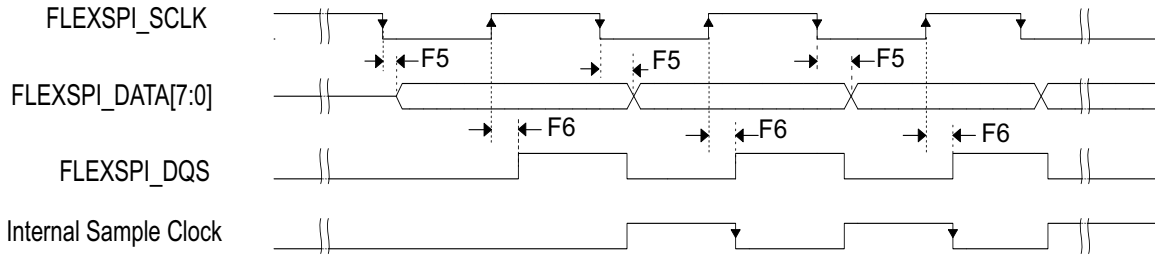 FLEXSPI_SCLK
F5 F5 F5
FLEXSPI_DATA[7:0]
F6 F6 F6
FLEXSPI_DQS
Internal Sample Clock